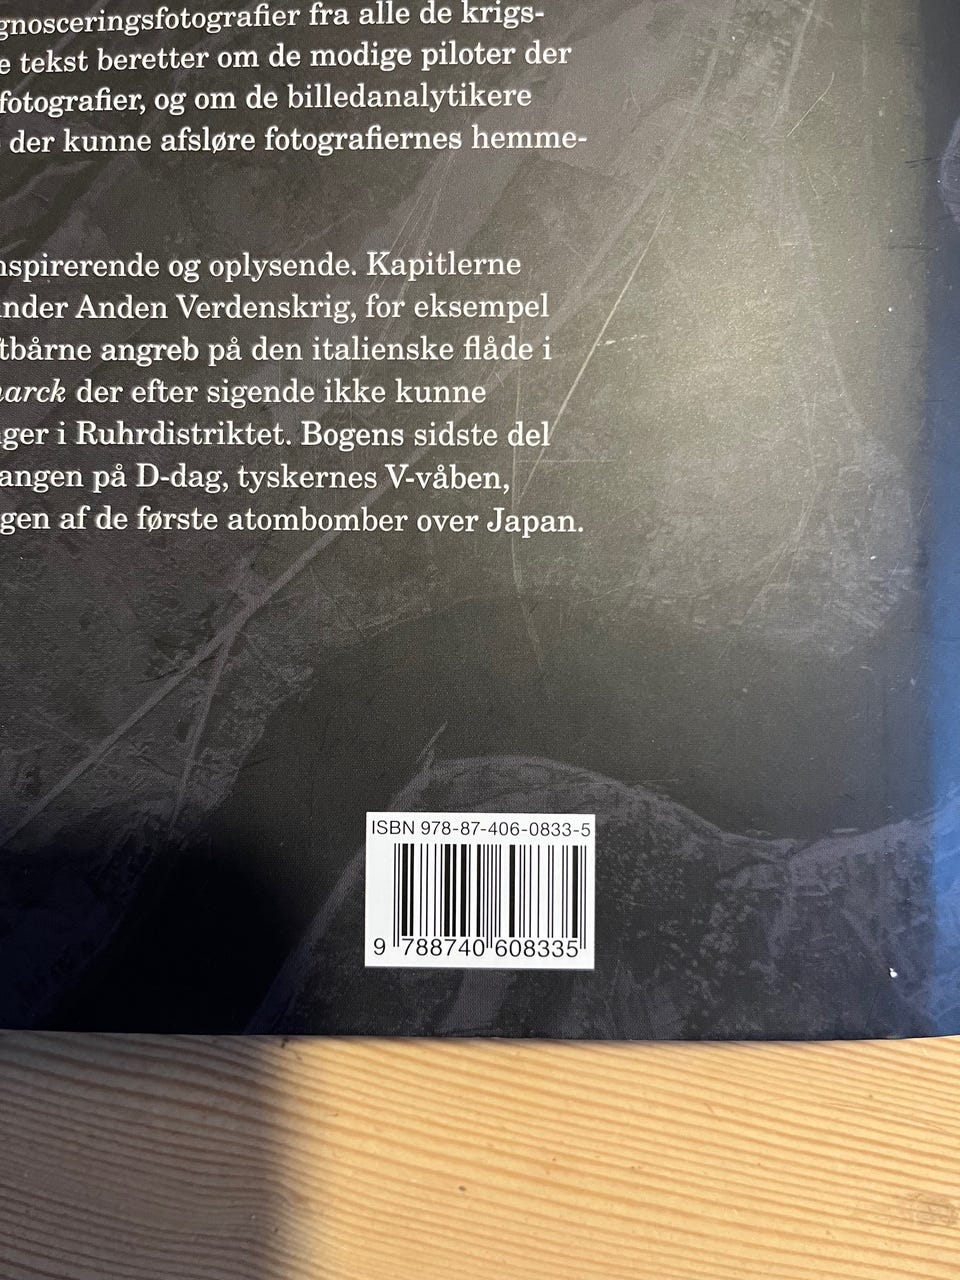 gnosceringsfotografier fra alle de krigs-
e tekst beretter om de modige piloter der
fotografier, og om de billedanalytikere
der kunne afsløre fotografiernes hemme-
nspirerende og oplysende. Kapitlerne
nder Anden Verdenskrig, for eksempel
tbårne angreb på den italienske flåde i
arck der efter sigende ikke kunne
ger i Ruhrdistriktet. Bogens sidste del
angen på D-dag, tyskernes V-våben,
gen af de første atombomber over Japan.
ISBN 978-87-406-0833-5
9 788740 608335